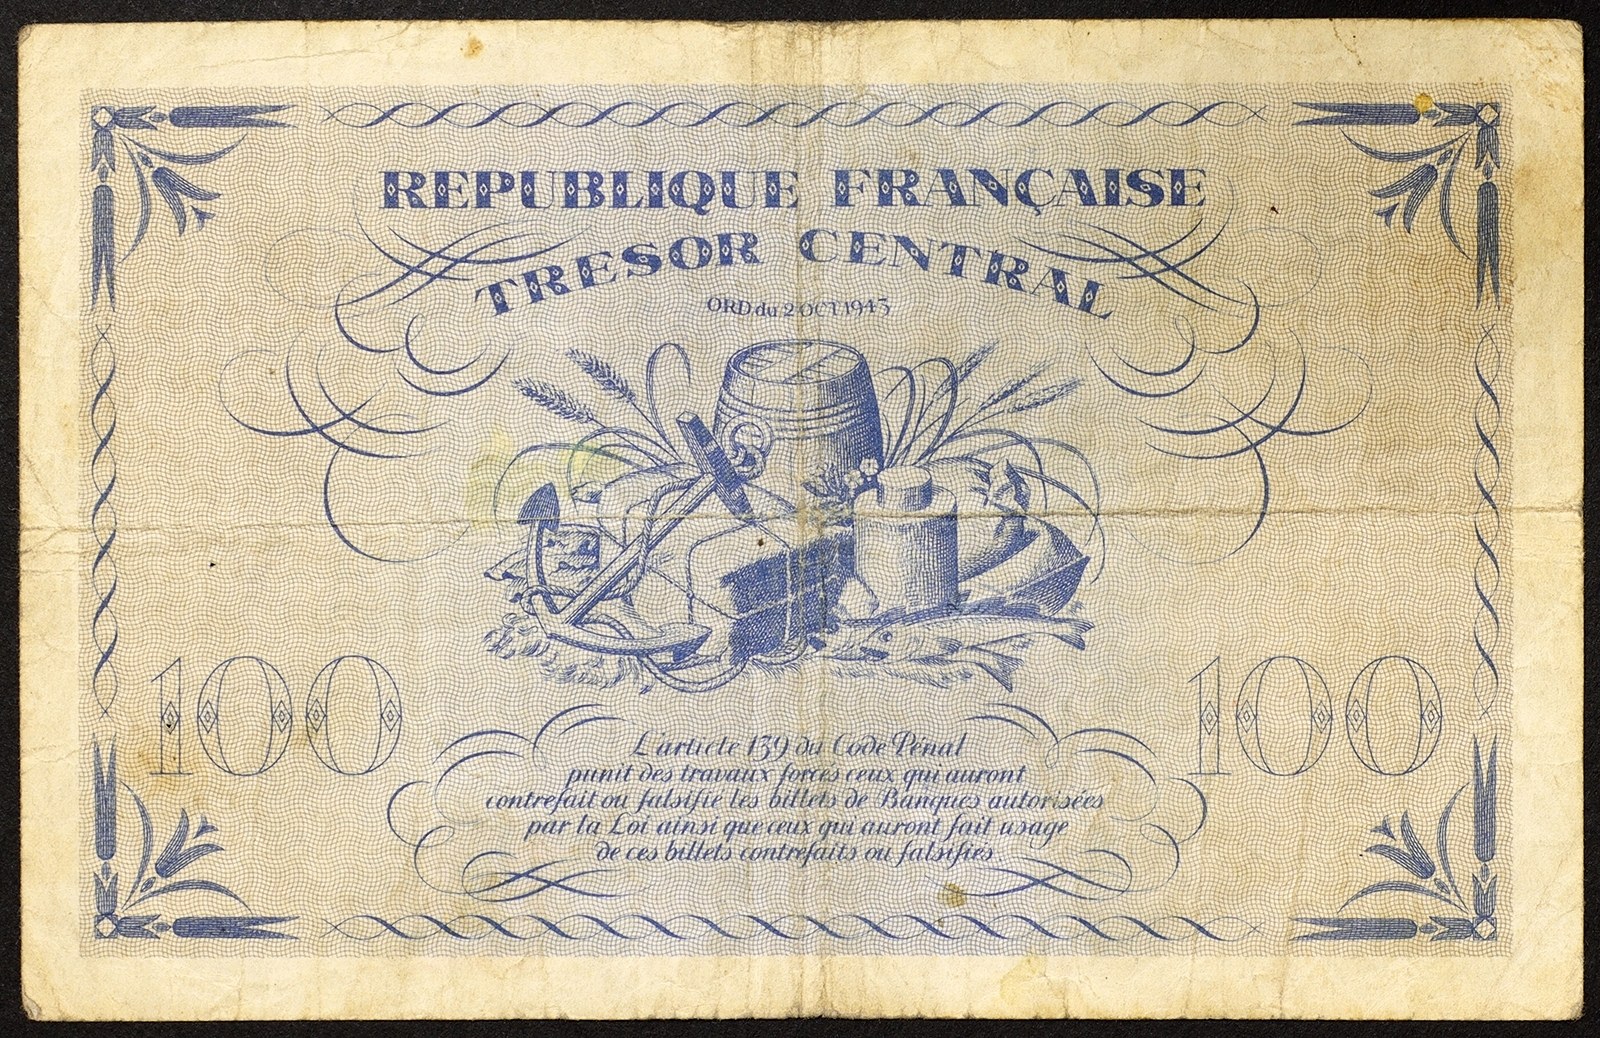 REPUBLIQUE FRANÇAISE
TRESOR CENTRAL
ORD. du 2 OCT 1943
100
100
L'article 139 du Code Pénal
punit des travaux forcés ceux qui auront
contrefait ou falsifié les billets de Banques autorisées
par la Loi ainsi que ceux qui auront fait usage
de ces billets contrefaits ou falsifiés.